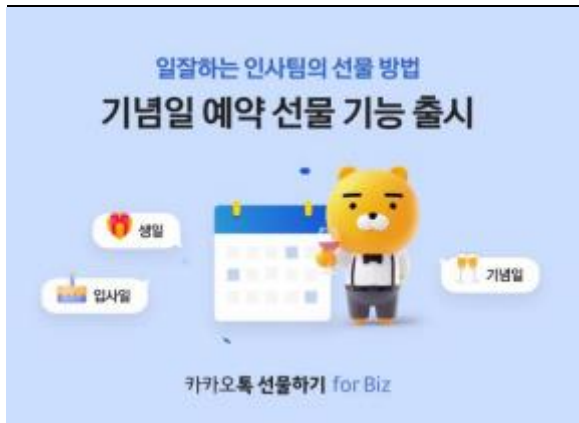 일잘하는 인사팀의 선물 방법
기념일 예약 선물 기능 출시
생일
입사일
기념일
카카오톡 선물하기 for Biz